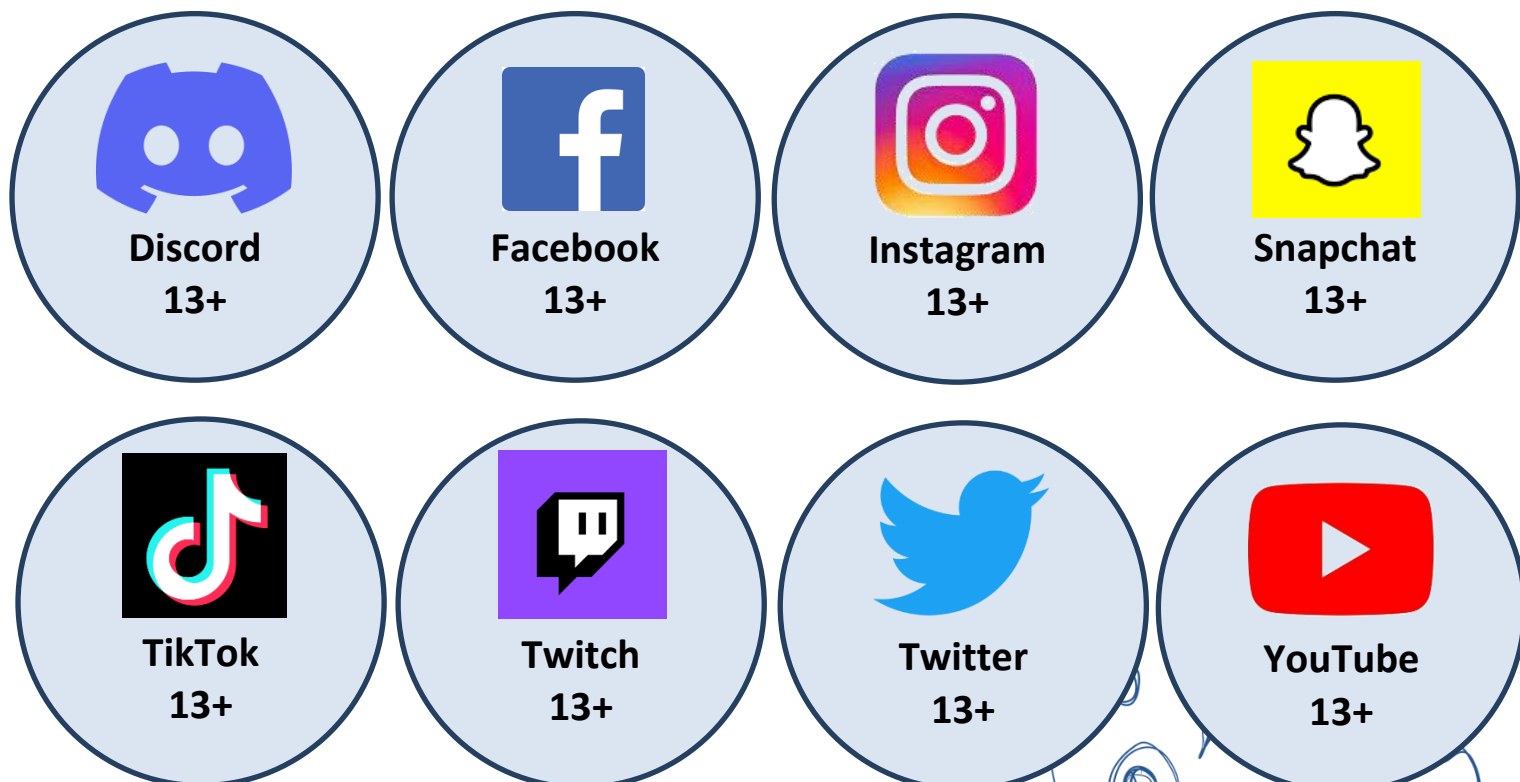 Discord
13+
Facebook
13+
Instagram
13+
Snapchat
13+
TikTok
13+
Twitch
13+
Twitter
13+
YouTube
13+